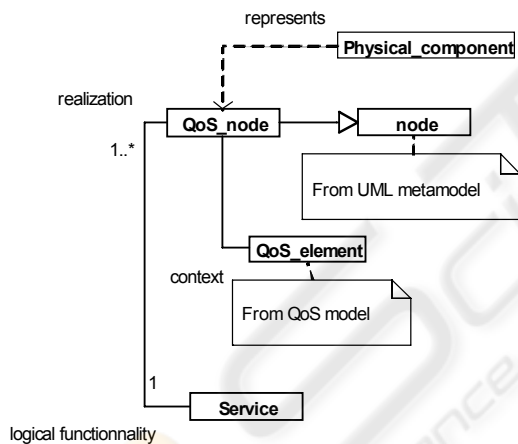 represents
Physical_component
realization
QoS_node
node
1..*
From UML metamodel
QoS_element
context
From QoS model
1
Service
logical functionnality